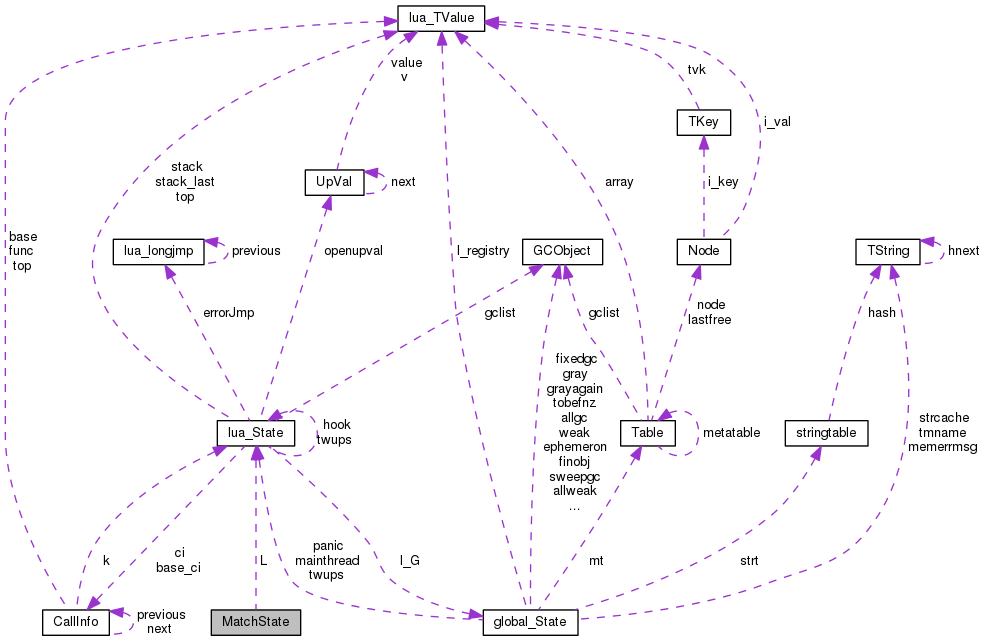 lua_TValue
value
v
tvk
TKey
i_val
stack
stack_last
top
UpVal
next
array
i_key
base
func
top
lua_longjmp
previous
openupval
l_registry
GCObject
Node
TString
hnext
errorJmp
gclist
gclist
node
lastfree
hash
fixedgc
gray
grayagain
tobefnz
allgc
weak
ephemeron
finobj
sweepgc
allweak
...
lua_State
hook
twups
Table
metatable
stringtable
strcache
tmname
memerrmsg
k
ci
base_ci
L
panic
mainthread
twups
l_G
mt
strt
CallInfo
previous
next
MatchState
global_State